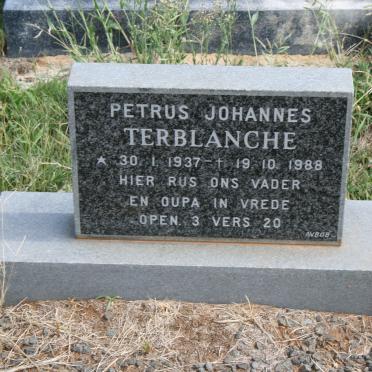 PETRUS JOHANNES
TERBLANCHE
* 30.1.1937 - † 19.10.1988
HIER RUS ONS VADER
EN OUPA IN VREDE
OPEN. 3 VERS 20